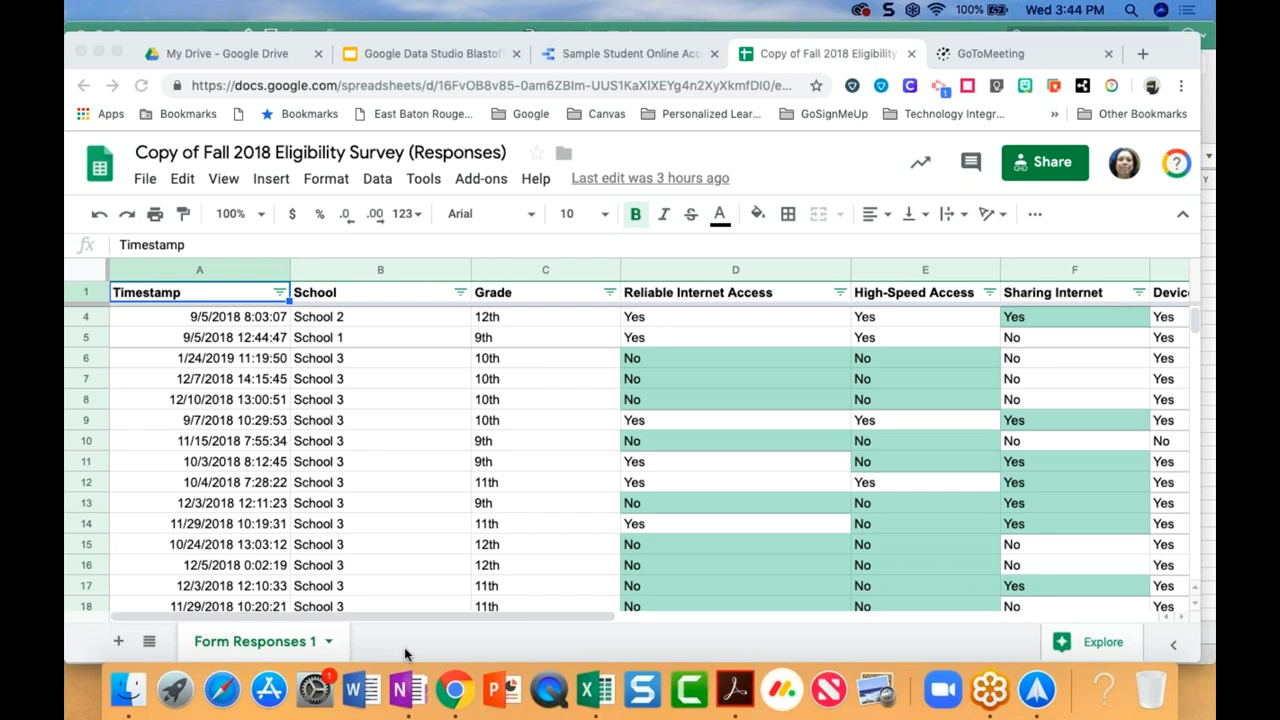 100% Wed 3:44 PM
My Drive - Google Drive Google Data Studio Blastof Sample Student Online Acc Copy of Fall 2018 Eligibility GoToMeeting
https://docs.google.com/spreadsheets/d/16FvOB8v85-0am6ZBIm-UUS1KaXlXEYg4n2XyXkmfDI0/e...
Apps Bookmarks Bookmarks East Baton Rouge... Google Canvas Personalized Lear... GoSignMeUp Technology Integr... » Other Bookmarks
Copy of Fall 2018 Eligibility Survey (Responses) Share
File Edit View Insert Format Data Tools Add-ons Help Last edit was 3 hours ago
100% $ % .0 .00 123 Arial 10 B I S A ...
fx Timestamp
A B C D E F
1 Timestamp School Grade Reliable Internet Access High-Speed Access Sharing Internet Devic
4 9/5/2018 8:03:07 School 2 12th Yes Yes Yes Yes
5 9/5/2018 12:44:47 School 1 9th Yes Yes No Yes
6 1/24/2019 11:19:50 School 3 10th No No No Yes
7 12/7/2018 14:15:45 School 3 10th No No No Yes
8 12/10/2018 13:00:51 School 3 10th No No No Yes
9 9/7/2018 10:29:53 School 3 10th Yes Yes Yes Yes
10 11/15/2018 7:55:34 School 3 9th No No No No
11 10/3/2018 8:12:45 School 3 9th Yes No Yes Yes
12 10/4/2018 7:28:22 School 3 11th Yes Yes Yes Yes
13 12/3/2018 12:11:23 School 3 9th No No Yes Yes
14 11/29/2018 10:19:31 School 3 11th Yes No Yes Yes
15 10/24/2018 13:03:12 School 3 12th No No No Yes
16 12/5/2018 0:02:19 School 3 12th No No No Yes
17 12/3/2018 12:10:33 School 3 11th No No Yes Yes
18 11/29/2018 10:20:21 School 3 11th No No No Yes
Form Responses 1 Explore